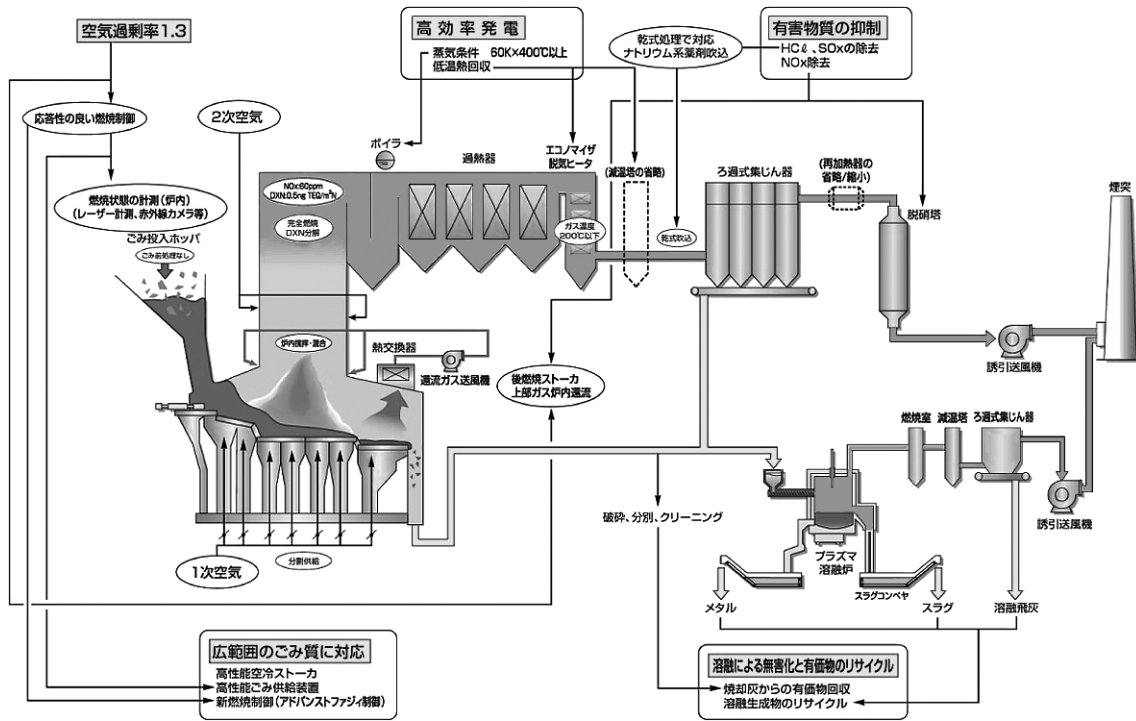 空気過剰率1.3
高効率発電
蒸気条件 60K×400℃以上
低温熱回収
乾式処理で対応
ナトリウム系薬剤吹込
有害物質の抑制
HCℓ、SOxの除去
NOx除去
応答性の良い燃焼制御
2次空気
ボイラ
過熱器
エコノマイザ
脱気ヒータ
(減温塔の省略)
ろ過式集じん器
(再加熱器の
省略/縮小)
煙突
燃焼状態の計測(炉内)
(レーザー計測、赤外線カメラ等)
NOx:60ppm
DXN:0.5ng TEQ/m³N
完全燃焼
DXN分解
ガス温度
200℃以下
乾式吹込
脱硝塔
ごみ投入ホッパ
ごみ前処理なし
炉内撹拌・混合
熱交換器
還流ガス送風機
後燃焼ストーカ
上部ガス炉内還流
誘引送風機
燃焼室
減温塔
ろ過式集じん器
誘引送風機
破砕、分別、クリーニング
プラズマ
溶融炉
1次空気
分割供給
スラグコンベヤ
メタル
スラグ
溶融飛灰
広範囲のごみ質に対応
高性能空冷ストーカ
高性能ごみ供給装置
新燃焼制御(アドバンストファジィ制御)
溶融による無害化と有価物のリサイクル
焼却灰からの有価物回収
溶融生成物のリサイクル